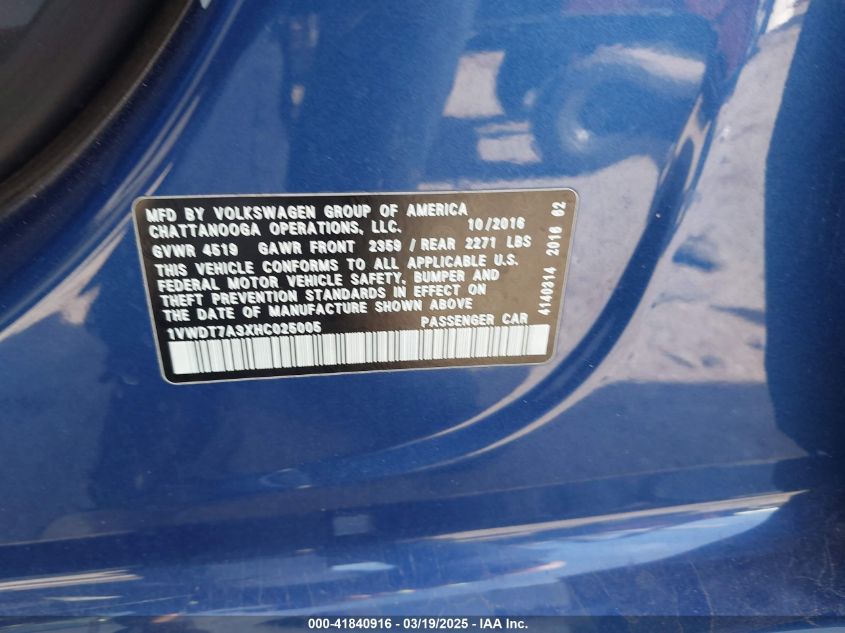 MFD BY VOLKSWAGEN GROUP OF AMERICA
CHATTANOOGA OPERATIONS, LLC. 10/2016
GVWR 4519 GAWR FRONT 2359 / REAR 2271 LBS
THIS VEHICLE CONFORMS TO ALL APPLICABLE U.S.
FEDERAL MOTOR VEHICLE SAFETY, BUMPER AND
THEFT PREVENTION STANDARDS IN EFFECT ON
THE DATE OF MANUFACTURE SHOWN ABOVE
1VWDT7A3XHC025005 PASSENGER CAR
4140314 2016 62
000-41840916 - 03/19/2025 - IAA Inc.